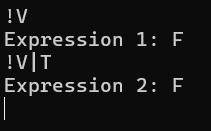 !V
Expression 1: F
!V|T
Expression 2: F